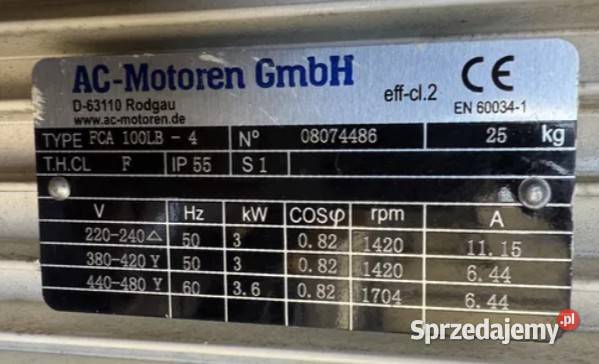 AC-Motoren GmbH
D-63110 Rodgau
www.ac-motoren.de
eff-cl.2
CE
EN 60034-1
TYPE FCA 100LB - 4 N° 08074486 25 kg
T.H.CL F IP 55 S 1
V Hz kW COSφ rpm A
220-240△ 50 3 0.82 1420 11.15
380-420 Y 50 3 0.82 1420 6.44
440-480 Y 60 3.6 0.82 1704 6.44
Sprzedajemy.pl